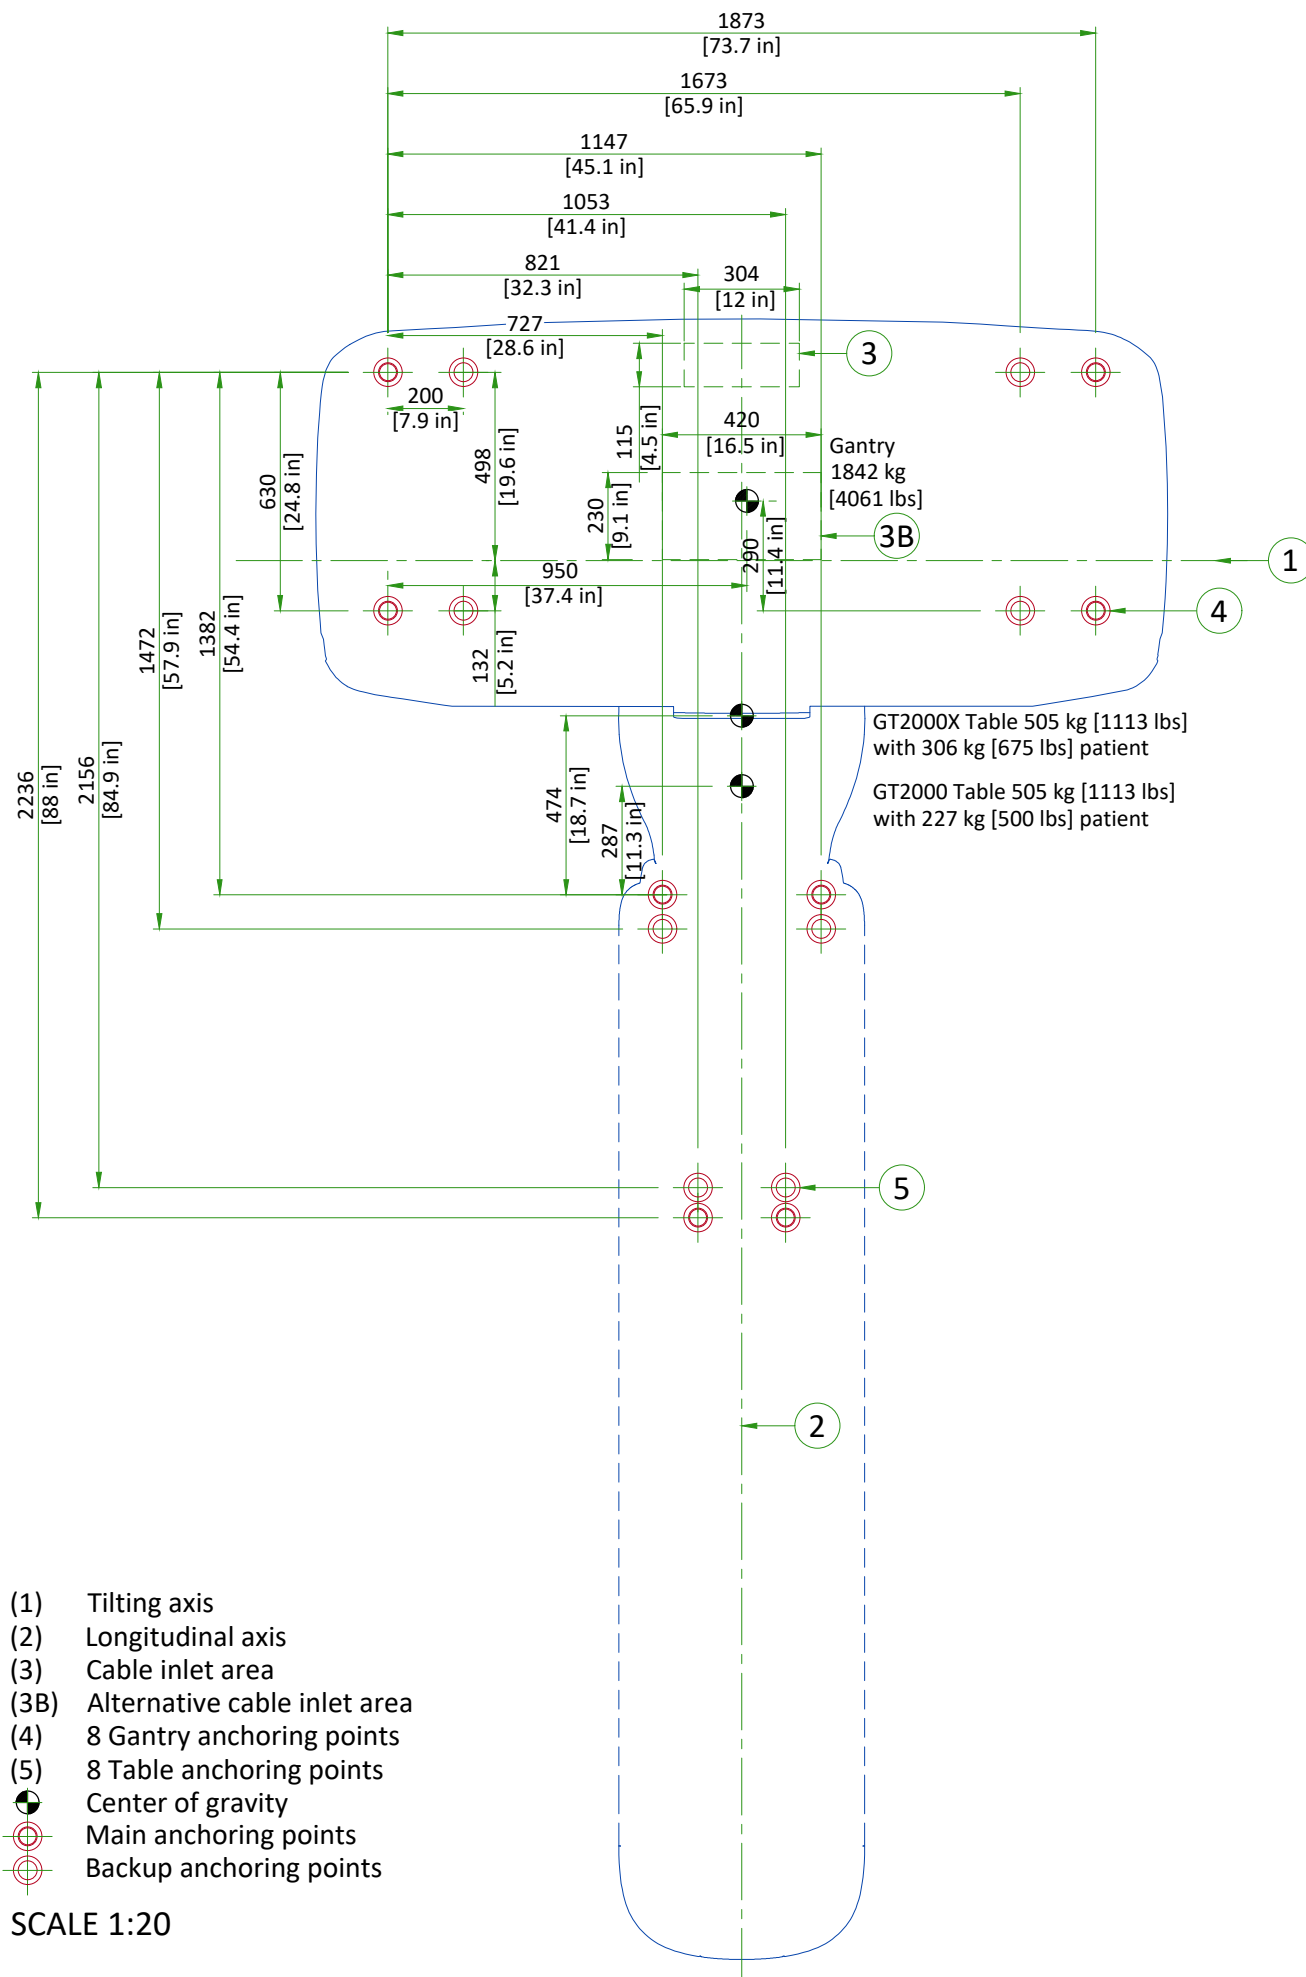 1873
[73.7 in]
1673
[65.9 in]
1147
[45.1 in]
1053
[41.4 in]
821
[32.3 in]
304
[12 in]
727
[28.6 in]
3
200
[7.9 in]
115
[4.5 in]
420
[16.5 in]
Gantry
1842 kg
[4061 lbs]
498
[19.6 in]
630
[24.8 in]
230
[9.1 in]
3B
290
[11.4 in]
1
950
[37.4 in]
4
132
[5.2 in]
1382
[54.4 in]
1472
[57.9 in]
2156
[84.9 in]
2236
[88 in]
GT2000X Table 505 kg [1113 lbs]
with 306 kg [675 lbs] patient
GT2000 Table 505 kg [1113 lbs]
with 227 kg [500 lbs] patient
474
[18.7 in]
287
[11.3 in]
5
2
(1) Tilting axis
(2) Longitudinal axis
(3) Cable inlet area
(3B) Alternative cable inlet area
(4) 8 Gantry anchoring points
(5) 8 Table anchoring points
Center of gravity
Main anchoring points
Backup anchoring points
SCALE 1:20